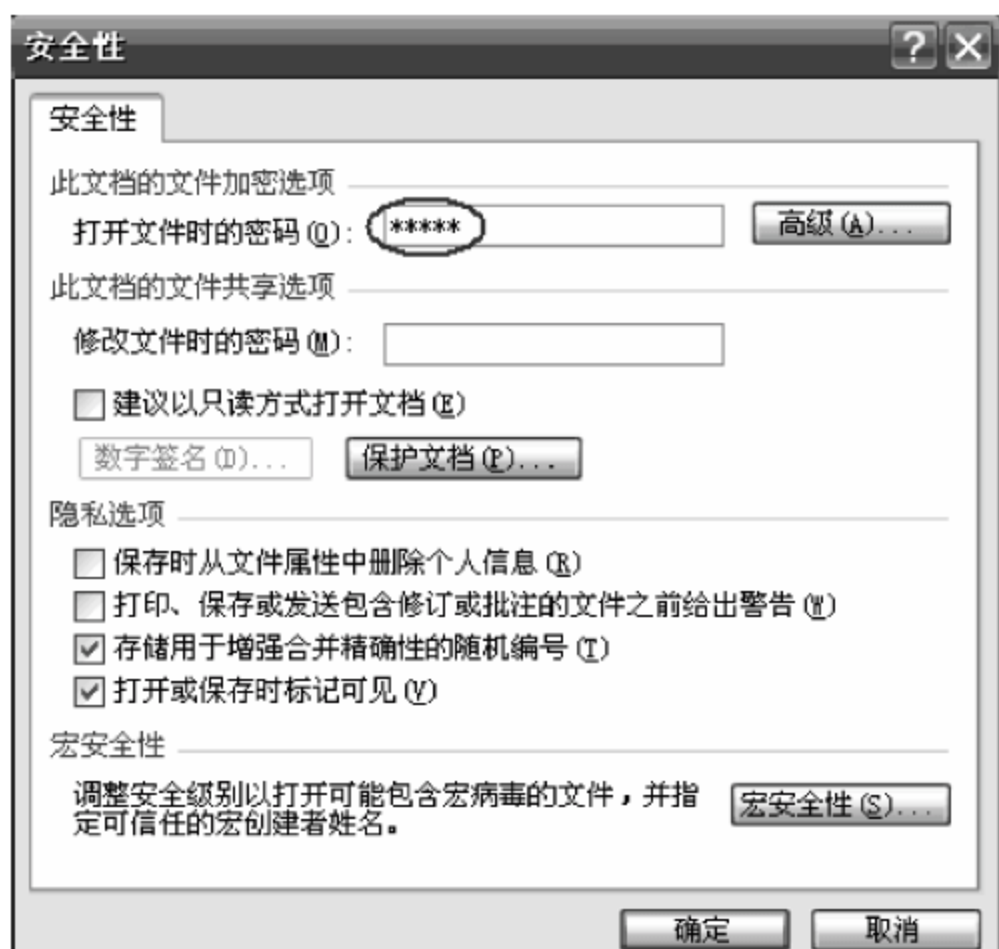 安全性
安全性
此文档的文件加密选项
打开文件时的密码(O): ***** 高级(A)...
此文档的文件共享选项
修改文件时的密码(M):
建议以只读方式打开文档(E)
数字签名(D)... 保护文档(P)...
隐私选项
保存时从文件属性中删除个人信息(R)
打印、保存或发送包含修订或批注的文件之前给出警告(W)
存储用于增强合并精确性的随机编号(T)
打开或保存时标记可见(V)
宏安全性
调整安全级别以打开可能包含宏病毒的文件，并指
定可信任的宏创建者姓名。 宏安全性(S)...
确定 取消